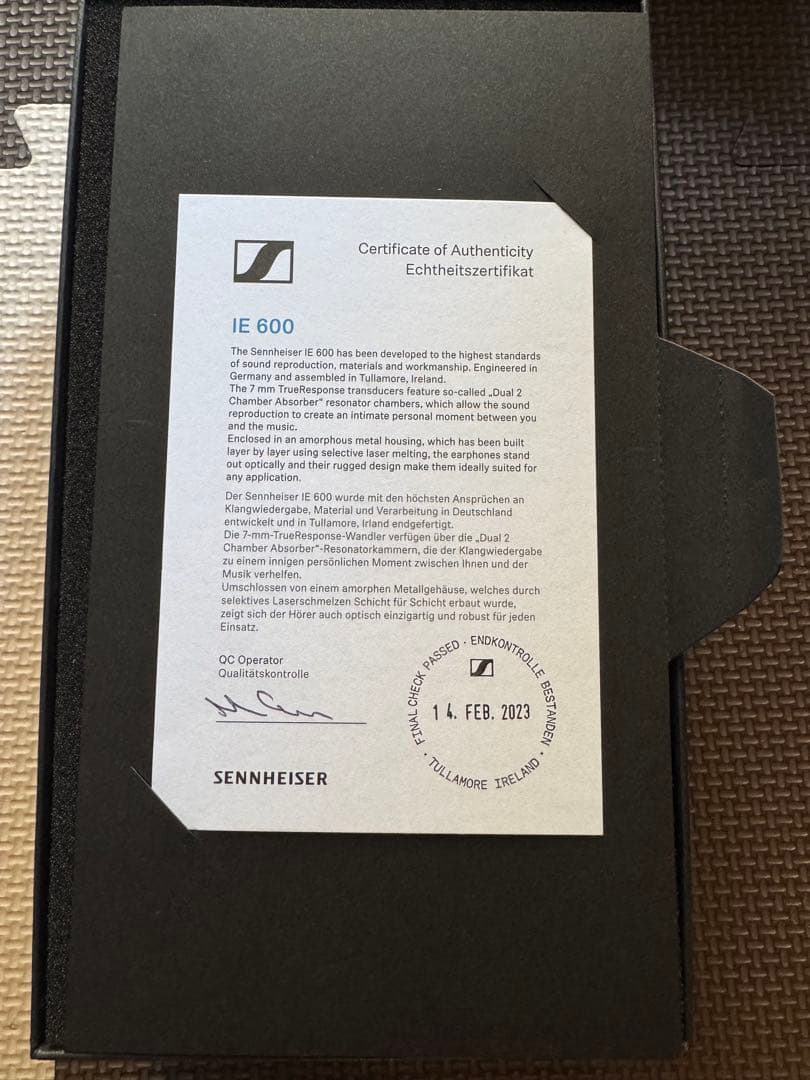 Certificate of Authenticity
Echtheitszertifikat
IE 600
The Sennheiser IE 600 has been developed to the highest standards
of sound reproduction, materials and workmanship. Engineered in
Germany and assembled in Tullamore, Ireland.
The 7 mm TrueResponse transducers feature so-called „Dual 2
Chamber Absorber“ resonator chambers, which allow the sound
reproduction to create an intimate personal moment between you
and the music.
Enclosed in an amorphous metal housing, which has been built
layer by layer using selective laser melting, the earphones stand
out optically and their rugged design make them ideally suited for
any application.
Der Sennheiser IE 600 wurde mit den höchsten Ansprüchen an
Klangwiedergabe, Material und Verarbeitung in Deutschland
entwickelt und in Tullamore, Irland endgefertigt.
Die 7-mm-TrueResponse-Wandler verfügen über die „Dual 2
Chamber Absorber“-Resonatorkammern, die der Klangwiedergabe
zu einem innigen persönlichen Moment zwischen Ihnen und der
Musik verhelfen.
Umschlossen von einem amorphen Metallgehäuse, welches durch
selektives Laserschmelzen Schicht für Schicht erbaut wurde,
zeigt sich der Hörer auch optisch einzigartig und robust für jeden
Einsatz.
QC Operator
Qualitätskontrolle
FINAL CHECK PASSED · ENDKONTROLLE BESTANDEN ·
14. FEB. 2023
TULLAMORE IRELAND ·
SENNHEISER